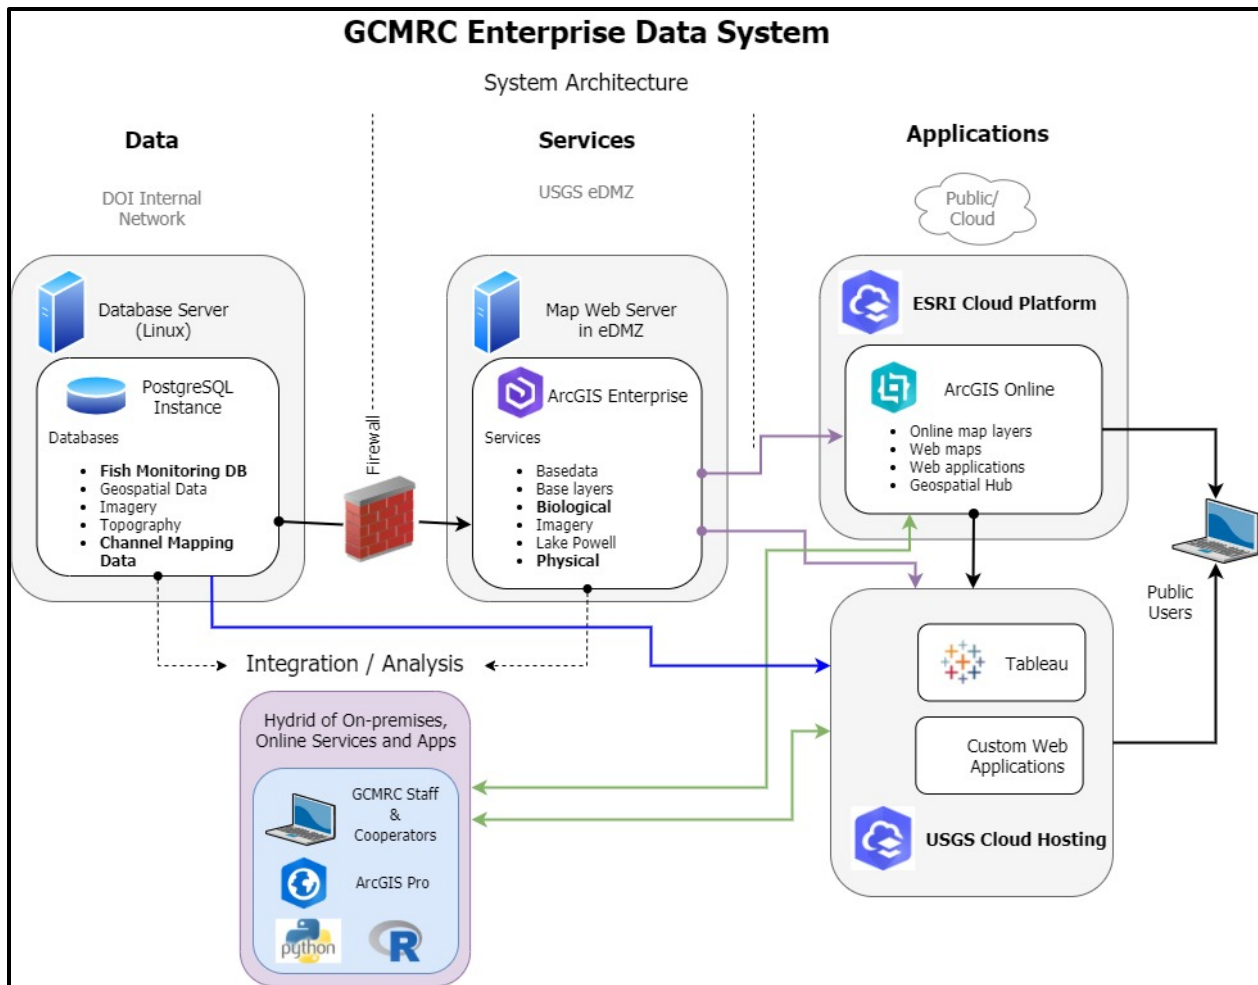 GCMRC Enterprise Data System
System Architecture
Data
Services
Applications
DOI Internal
Network
USGS eDMZ
Public/
Cloud
Database Server
(Linux)
PostgreSQL
Instance
Databases
• Fish Monitoring DB
• Geospatial Data
• Imagery
• Topography
• Channel Mapping
Data
Firewall
Map Web Server
in eDMZ
ArcGIS Enterprise
Services
• Basedata
• Base layers
• Biological
• Imagery
• Lake Powell
• Physical
ESRI Cloud Platform
ArcGIS Online
• Online map layers
• Web maps
• Web applications
• Geospatial Hub
Public
Users
Integration / Analysis
Hydrid of On-premises,
Online Services and Apps
GCMRC Staff
&
Cooperators
ArcGIS Pro
python
R
Tableau
Custom Web
Applications
USGS Cloud Hosting